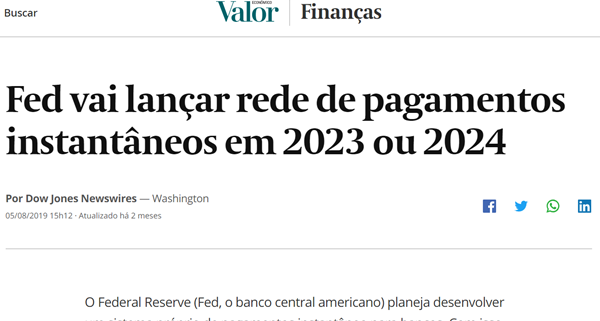 Buscar
ECONÔMICO
Valor
Finanças
Fed vai lançar rede de pagamentos
instantâneos em 2023 ou 2024
Por Dow Jones Newswires — Washington
05/08/2019 15h12 · Atualizado há 2 meses
O Federal Reserve (Fed, o banco central americano) planeja desenvolver